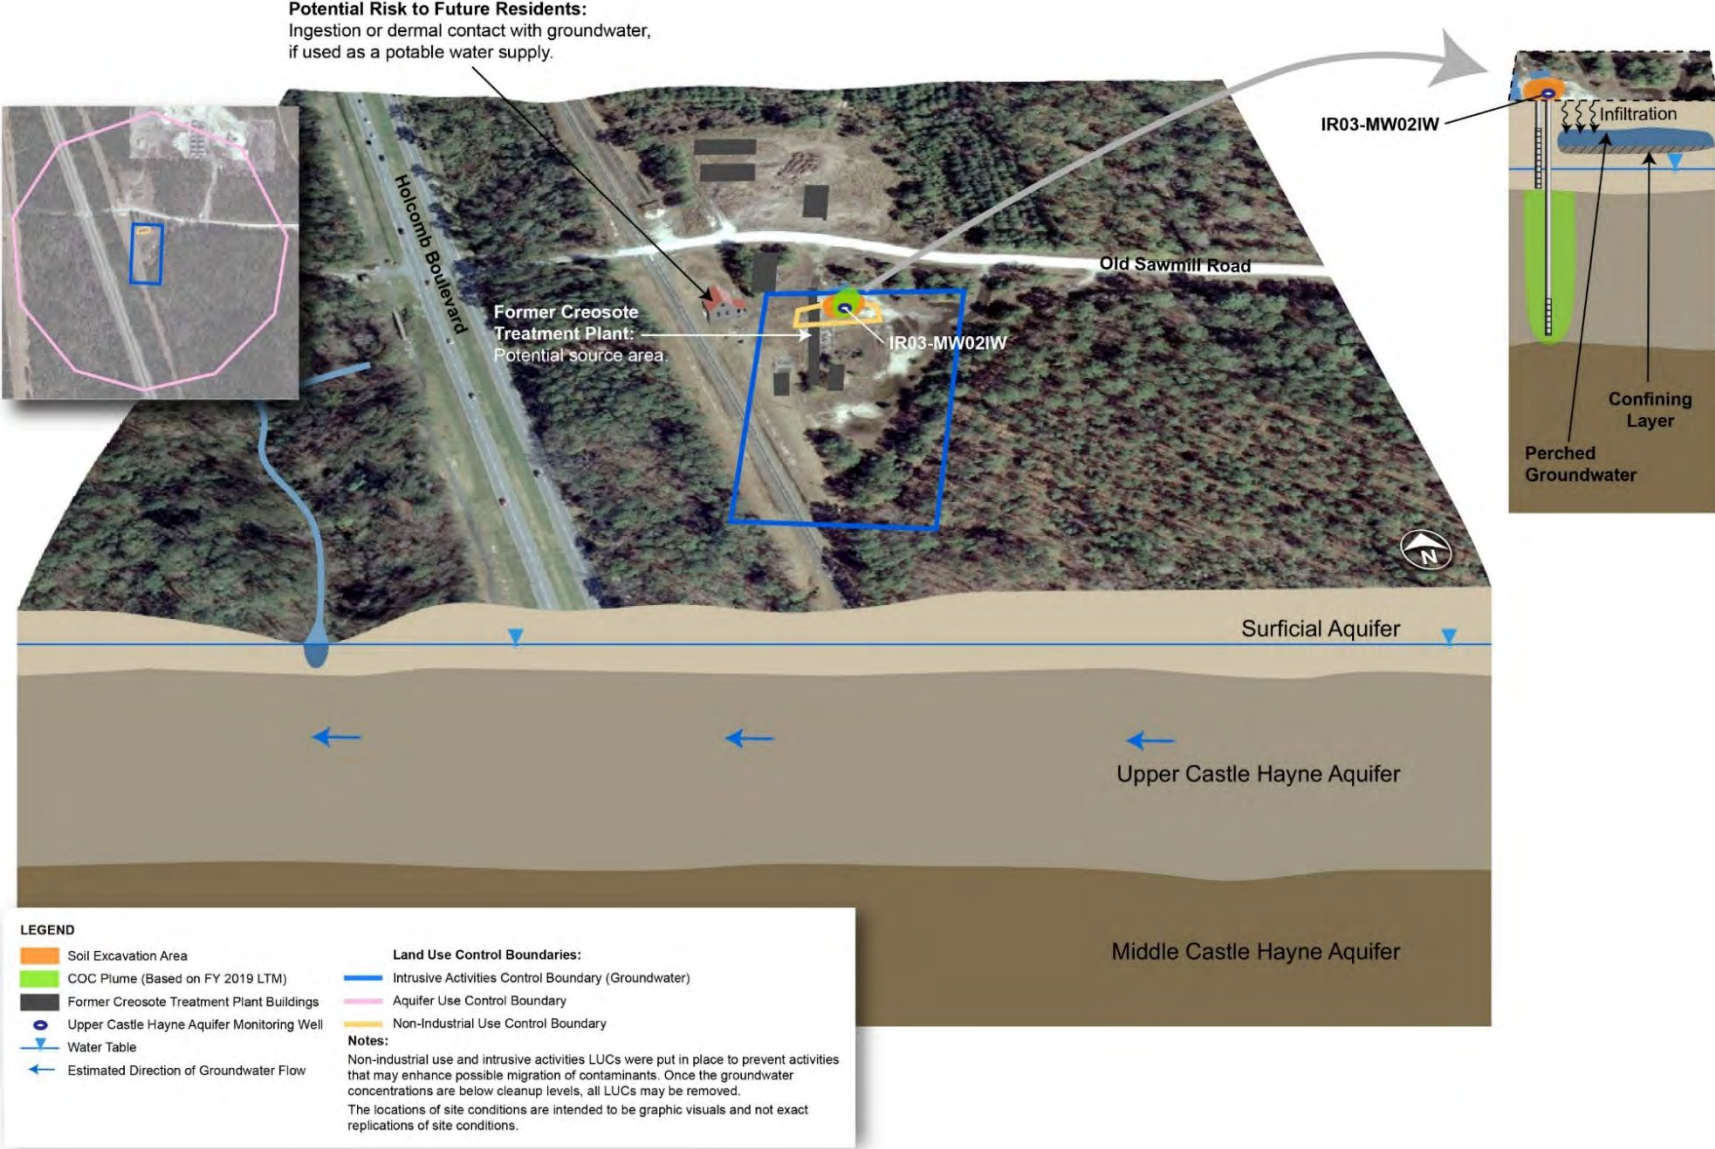 Potential Risk to Future Residents:
Ingestion or dermal contact with groundwater,
if used as a potable water supply.
IR03-MW02IW
Infiltration
Holcomb Boulevard
Old Sawmill Road
Former Creosote
Treatment Plant:
Potential source area.
IR03-MW02IW
Confining
Layer
Perched
Groundwater
N
Surficial Aquifer
Upper Castle Hayne Aquifer
Middle Castle Hayne Aquifer
LEGEND
Soil Excavation Area
COC Plume (Based on FY 2019 LTM)
Former Creosote Treatment Plant Buildings
Upper Castle Hayne Aquifer Monitoring Well
Water Table
Estimated Direction of Groundwater Flow
Land Use Control Boundaries:
Intrusive Activities Control Boundary (Groundwater)
Aquifer Use Control Boundary
Non-Industrial Use Control Boundary
Notes:
Non-industrial use and intrusive activities LUCs were put in place to prevent activities
that may enhance possible migration of contaminants. Once the groundwater
concentrations are below cleanup levels, all LUCs may be removed.
The locations of site conditions are intended to be graphic visuals and not exact
replications of site conditions.